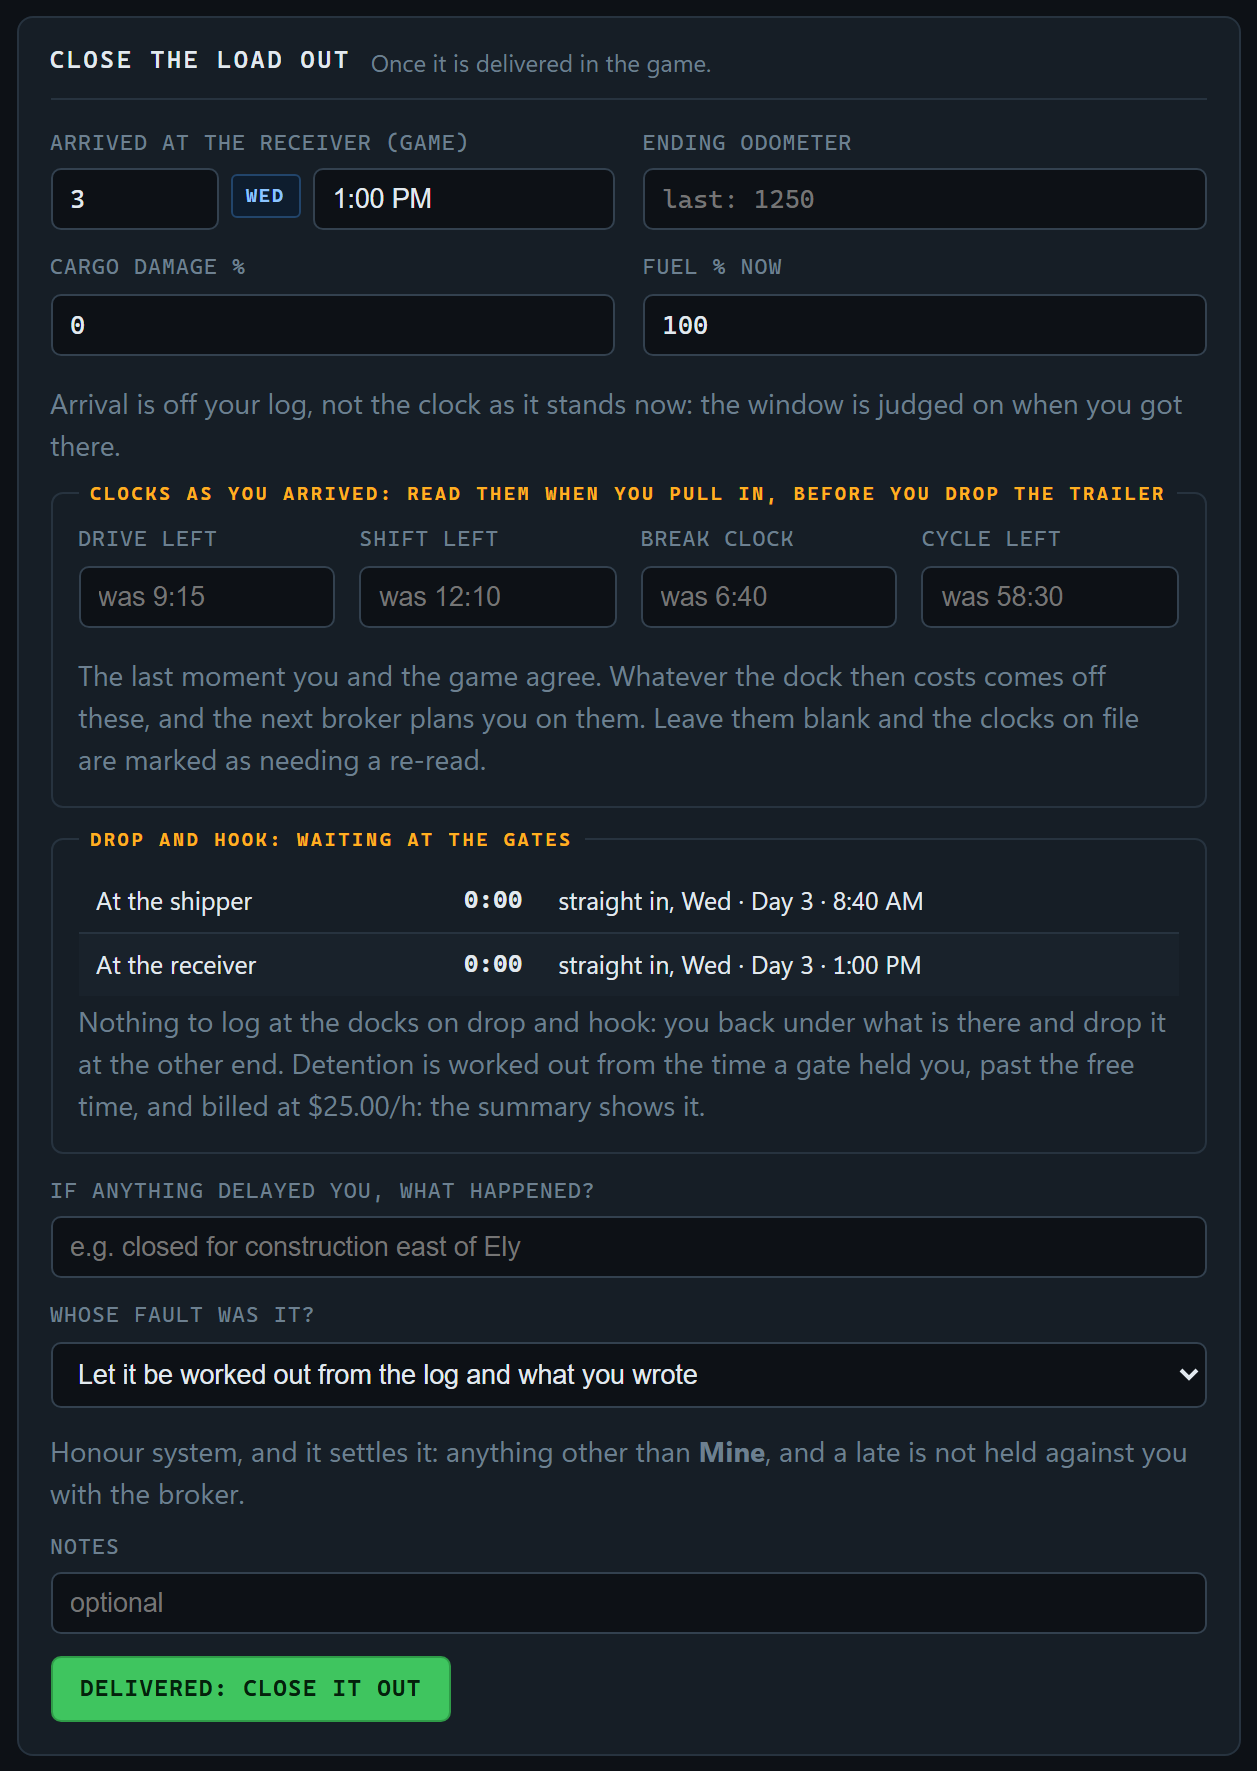 CLOSE THE LOAD OUT Once it is delivered in the game.
ARRIVED AT THE RECEIVER (GAME) ENDING ODOMETER
3 WED 1:00 PM last: 1250
CARGO DAMAGE % FUEL % NOW
0 100
Arrival is off your log, not the clock as it stands now: the window is judged on when you got
there.
CLOCKS AS YOU ARRIVED: READ THEM WHEN YOU PULL IN, BEFORE YOU DROP THE TRAILER
DRIVE LEFT SHIFT LEFT BREAK CLOCK CYCLE LEFT
was 9:15 was 12:10 was 6:40 was 58:30
The last moment you and the game agree. Whatever the dock then costs comes off
these, and the next broker plans you on them. Leave them blank and the clocks on file
are marked as needing a re-read.
DROP AND HOOK: WAITING AT THE GATES
At the shipper 0:00 straight in, Wed · Day 3 · 8:40 AM
At the receiver 0:00 straight in, Wed · Day 3 · 1:00 PM
Nothing to log at the docks on drop and hook: you back under what is there and drop it
at the other end. Detention is worked out from the time a gate held you, past the free
time, and billed at $25.00/h: the summary shows it.
IF ANYTHING DELAYED YOU, WHAT HAPPENED?
e.g. closed for construction east of Ely
WHOSE FAULT WAS IT?
Let it be worked out from the log and what you wrote
Honour system, and it settles it: anything other than Mine, and a late is not held against you
with the broker.
NOTES
optional
DELIVERED: CLOSE IT OUT